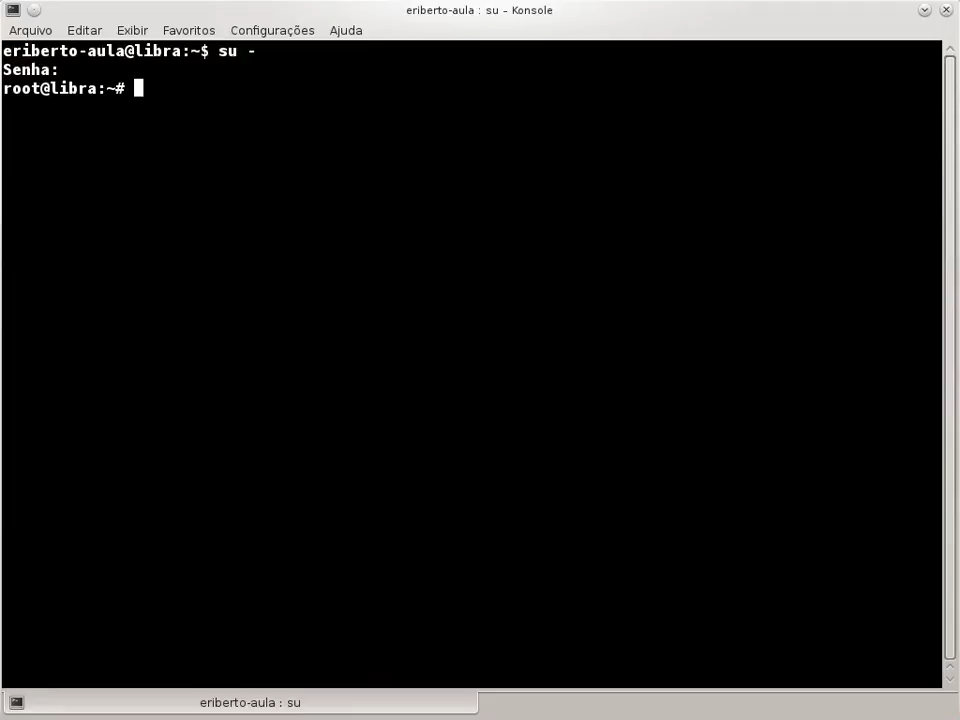 eriberto-aula : su – Konsole
Arquivo Editar Exibir Favoritos Configurações Ajuda
eriberto-aula@libra:~$ su -
Senha:
root@libra:~#
eriberto-aula : su